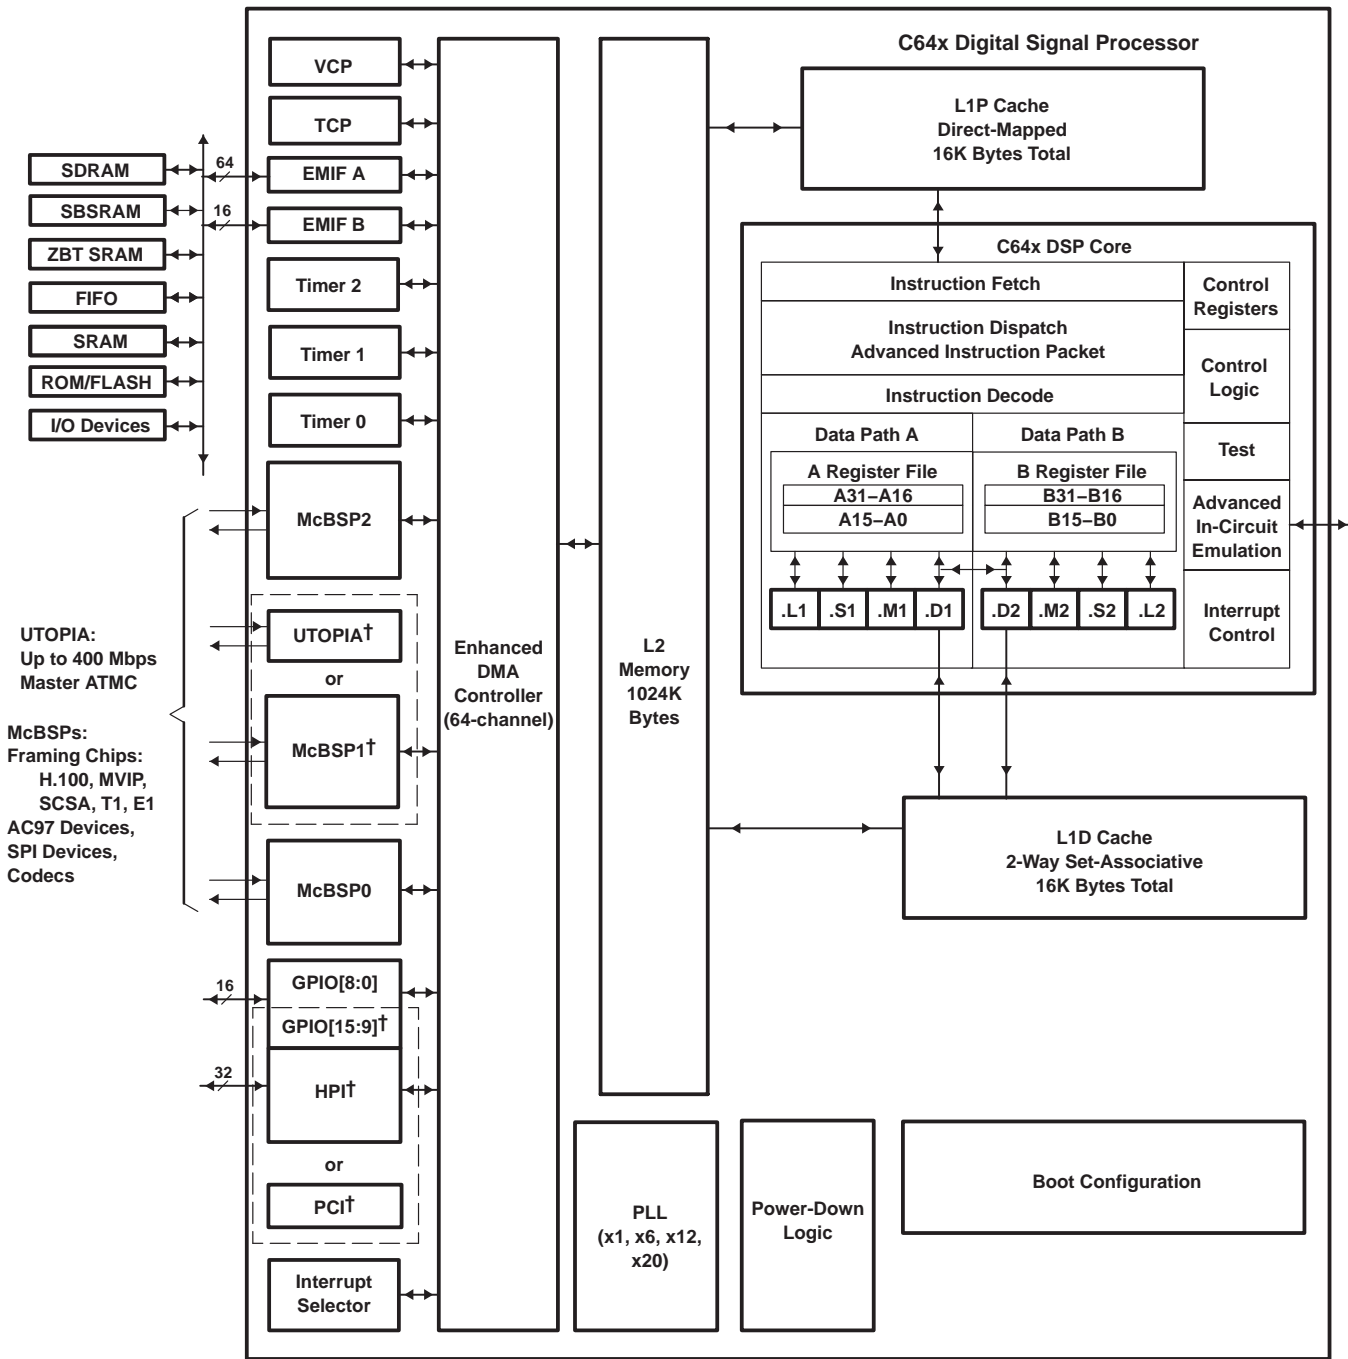 C64x Digital Signal Processor
VCP
TCP
EMIF A
EMIF B
Timer 2
Timer 1
Timer 0
McBSP2
UTOPIA†
or
McBSP1†
McBSP0
GPIO[8:0]
GPIO[15:9]†
HPI†
or
PCI†
Interrupt
Selector
64
16
16
32
SDRAM
SBSRAM
ZBT SRAM
FIFO
SRAM
ROM/FLASH
I/O Devices
UTOPIA:
Up to 400 Mbps
Master ATMC
McBSPs:
Framing Chips:
H.100, MVIP,
SCSA, T1, E1
AC97 Devices,
SPI Devices,
Codecs
Enhanced
DMA
Controller
(64-channel)
L2
Memory
1024K
Bytes
L1P Cache
Direct-Mapped
16K Bytes Total
C64x DSP Core
Instruction Fetch
Instruction Dispatch
Advanced Instruction Packet
Instruction Decode
Data Path A
Data Path B
A Register File
A31–A16
A15–A0
B Register File
B31–B16
B15–B0
.L1
.S1
.M1
.D1
.D2
.M2
.S2
.L2
Control
Registers
Control
Logic
Test
Advanced
In-Circuit
Emulation
Interrupt
Control
L1D Cache
2-Way Set-Associative
16K Bytes Total
PLL
(x1, x6, x12,
x20)
Power-Down
Logic
Boot Configuration